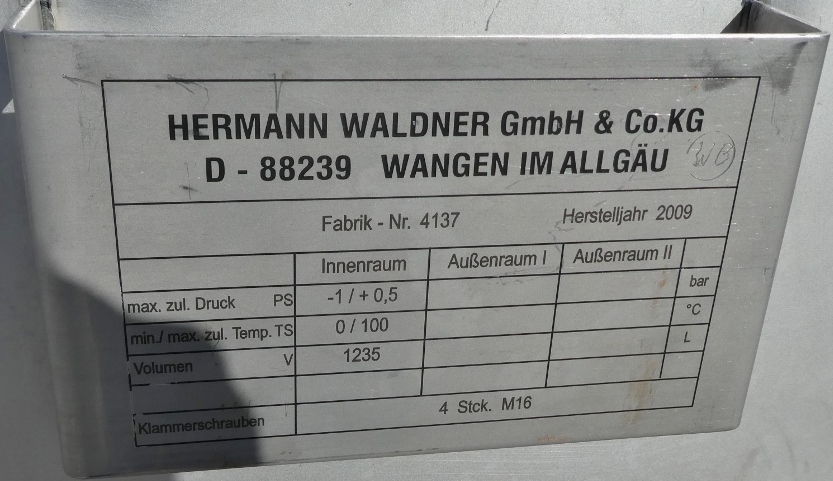 HERMANN WALDNER GmbH & Co.KG
D - 88239 WANGEN IM ALLGÄU WB
Fabrik - Nr. 4137 Herstelljahr 2009
Innenraum Außenraum I Außenraum II
max. zul. Druck PS -1 / + 0,5 bar
min./ max. zul. Temp. TS 0 / 100 °C
Volumen V 1235 L
Klammerschrauben 4 Stck. M16